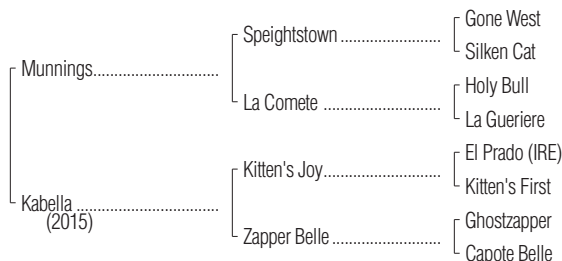 Gone West
Speightstown
Silken Cat
Munnings
Holy Bull
La Comete
La Gueriere
El Prado (IRE)
Kitten's Joy
Kitten's First
Kabella
(2015)
Ghostzapper
Zapper Belle
Capote Belle